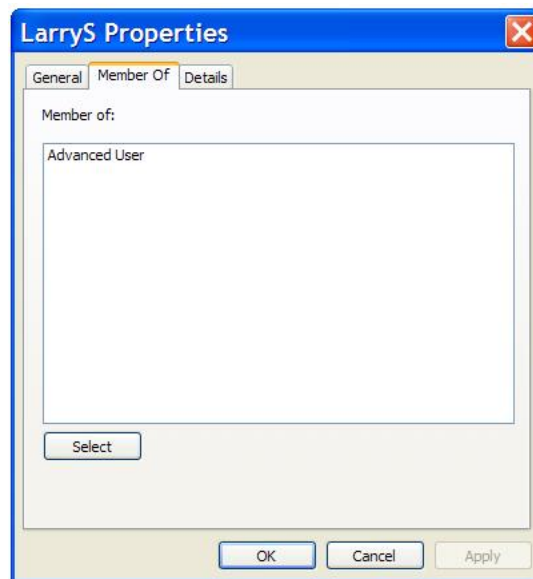 LarryS Properties
General Member Of Details
Member of:
Advanced User
Select
OK Cancel Apply